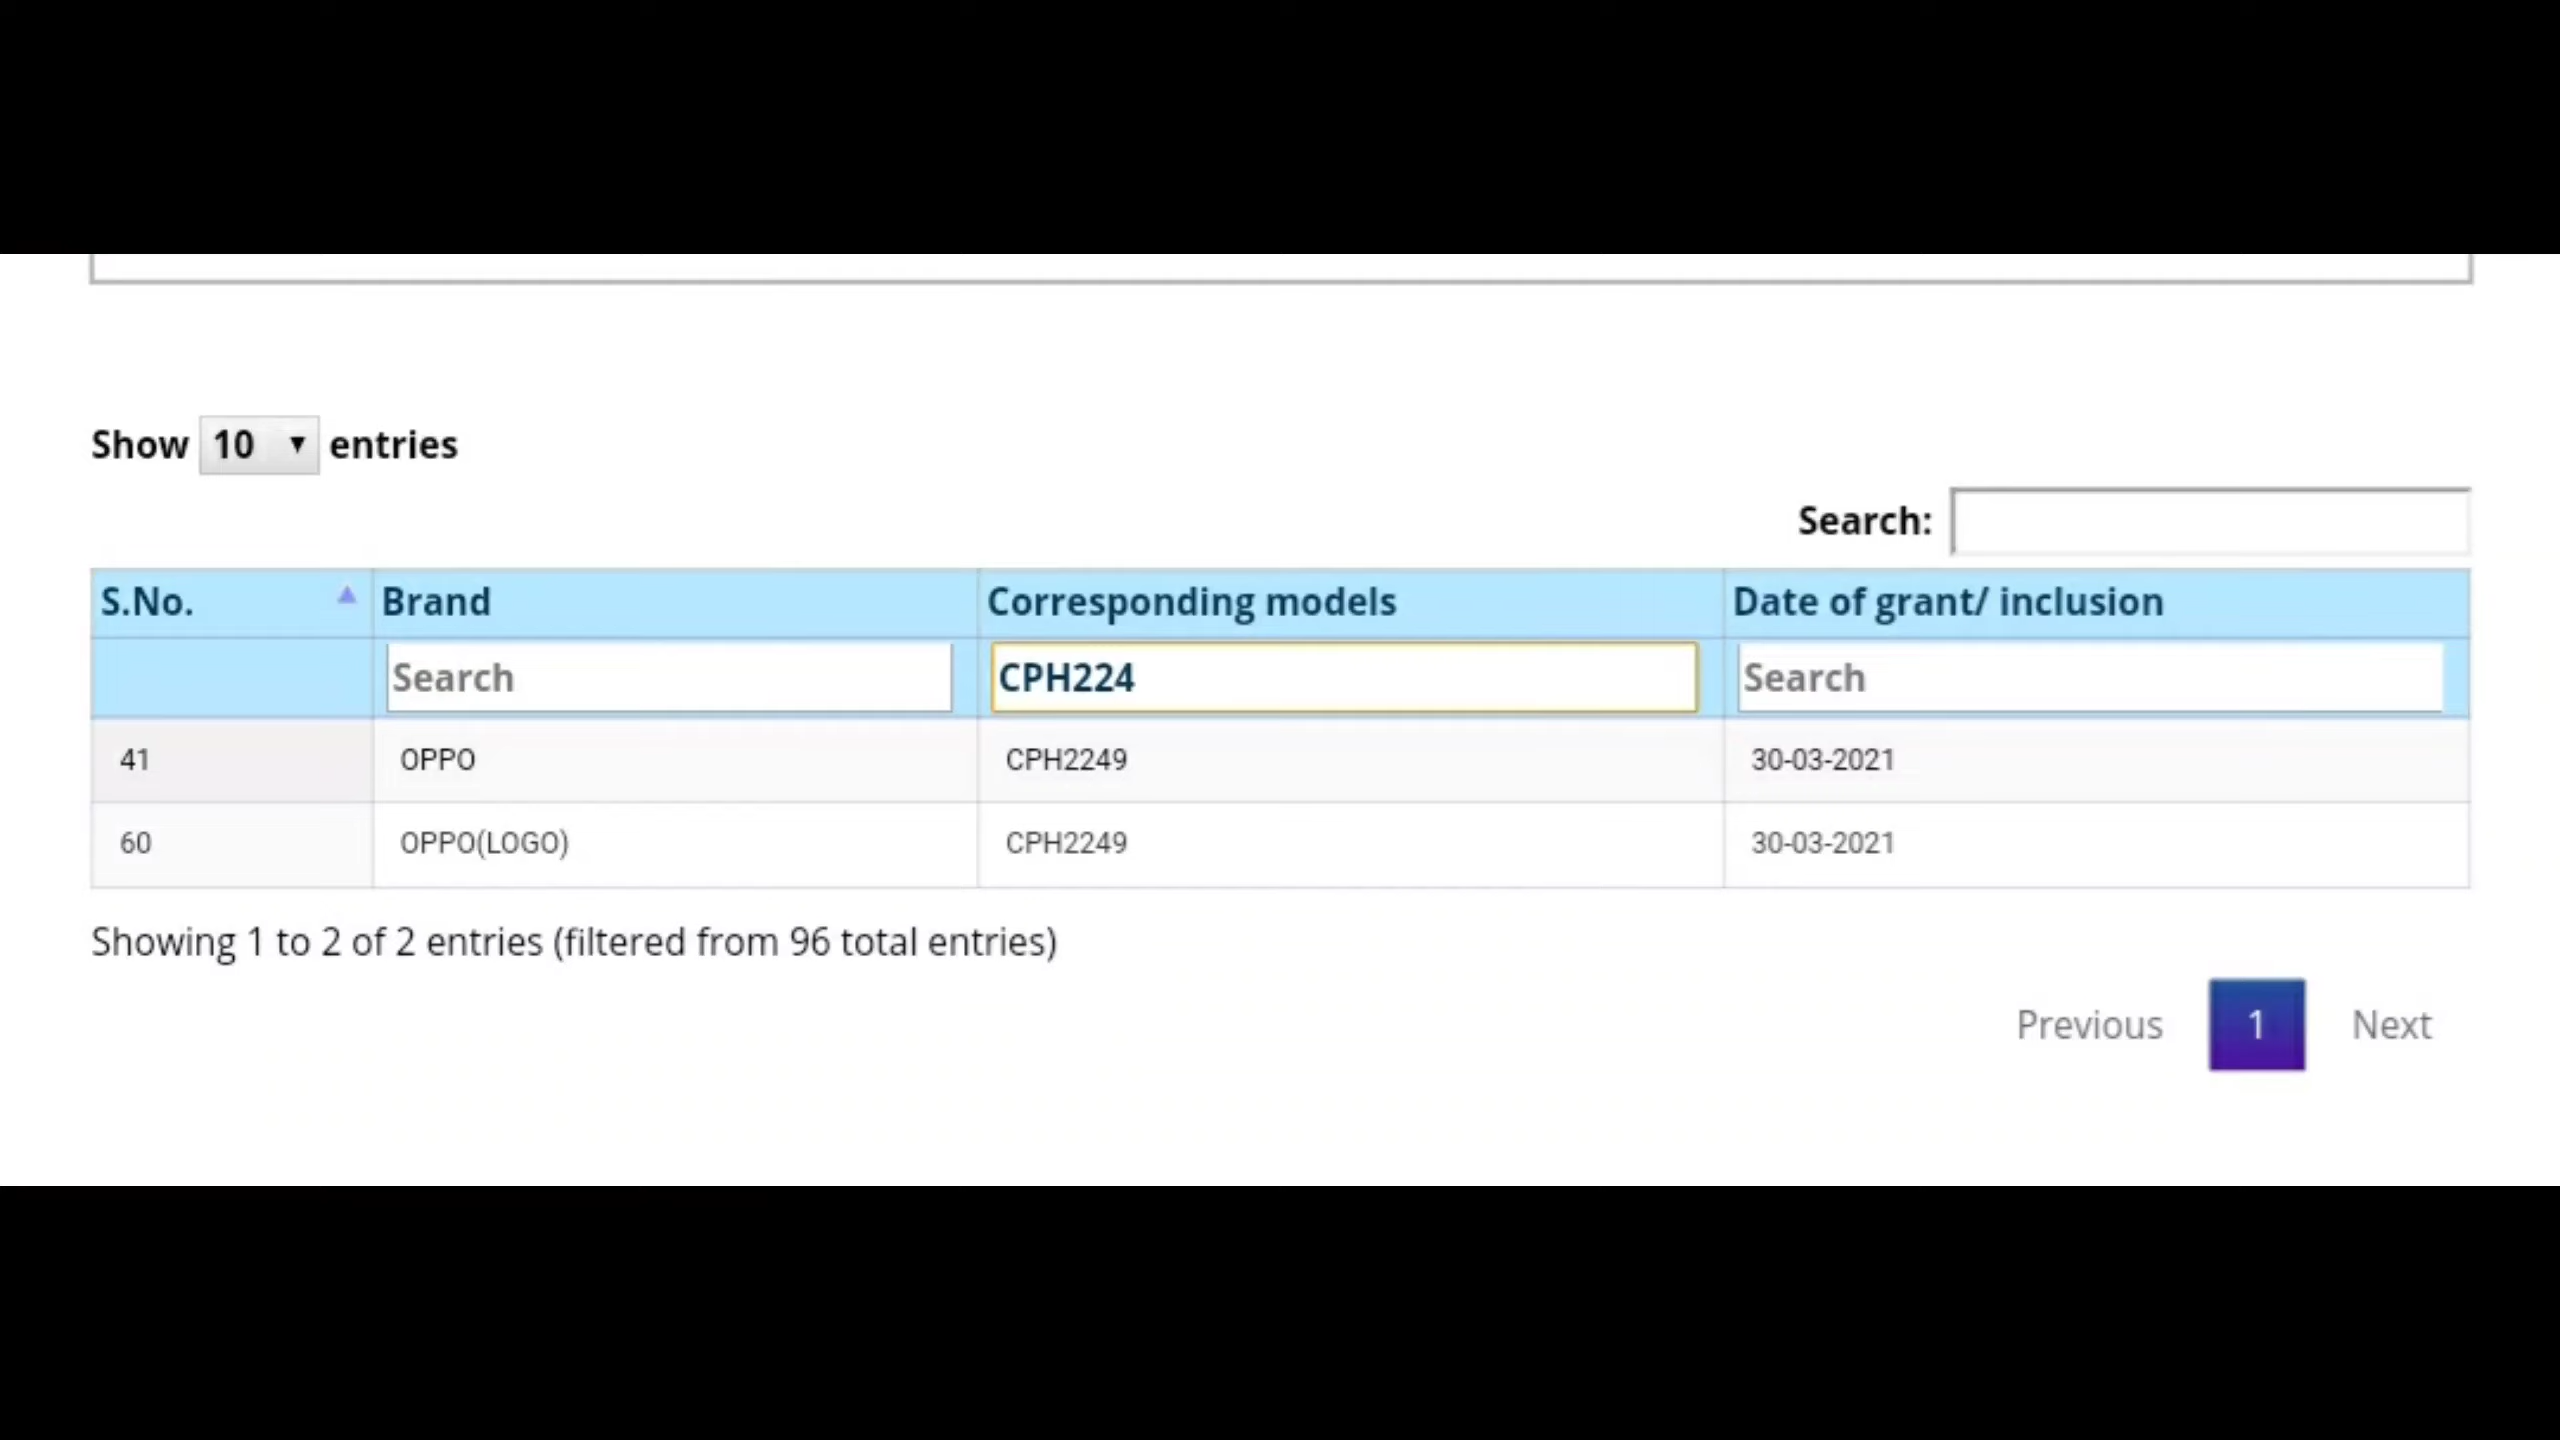 Show 10 entries
Search:
S.No. Brand Corresponding models Date of grant/ inclusion
Search CPH224 Search
41 OPPO CPH2249 30-03-2021
60 OPPO(LOGO) CPH2249 30-03-2021
Showing 1 to 2 of 2 entries (filtered from 96 total entries)
Previous 1 Next